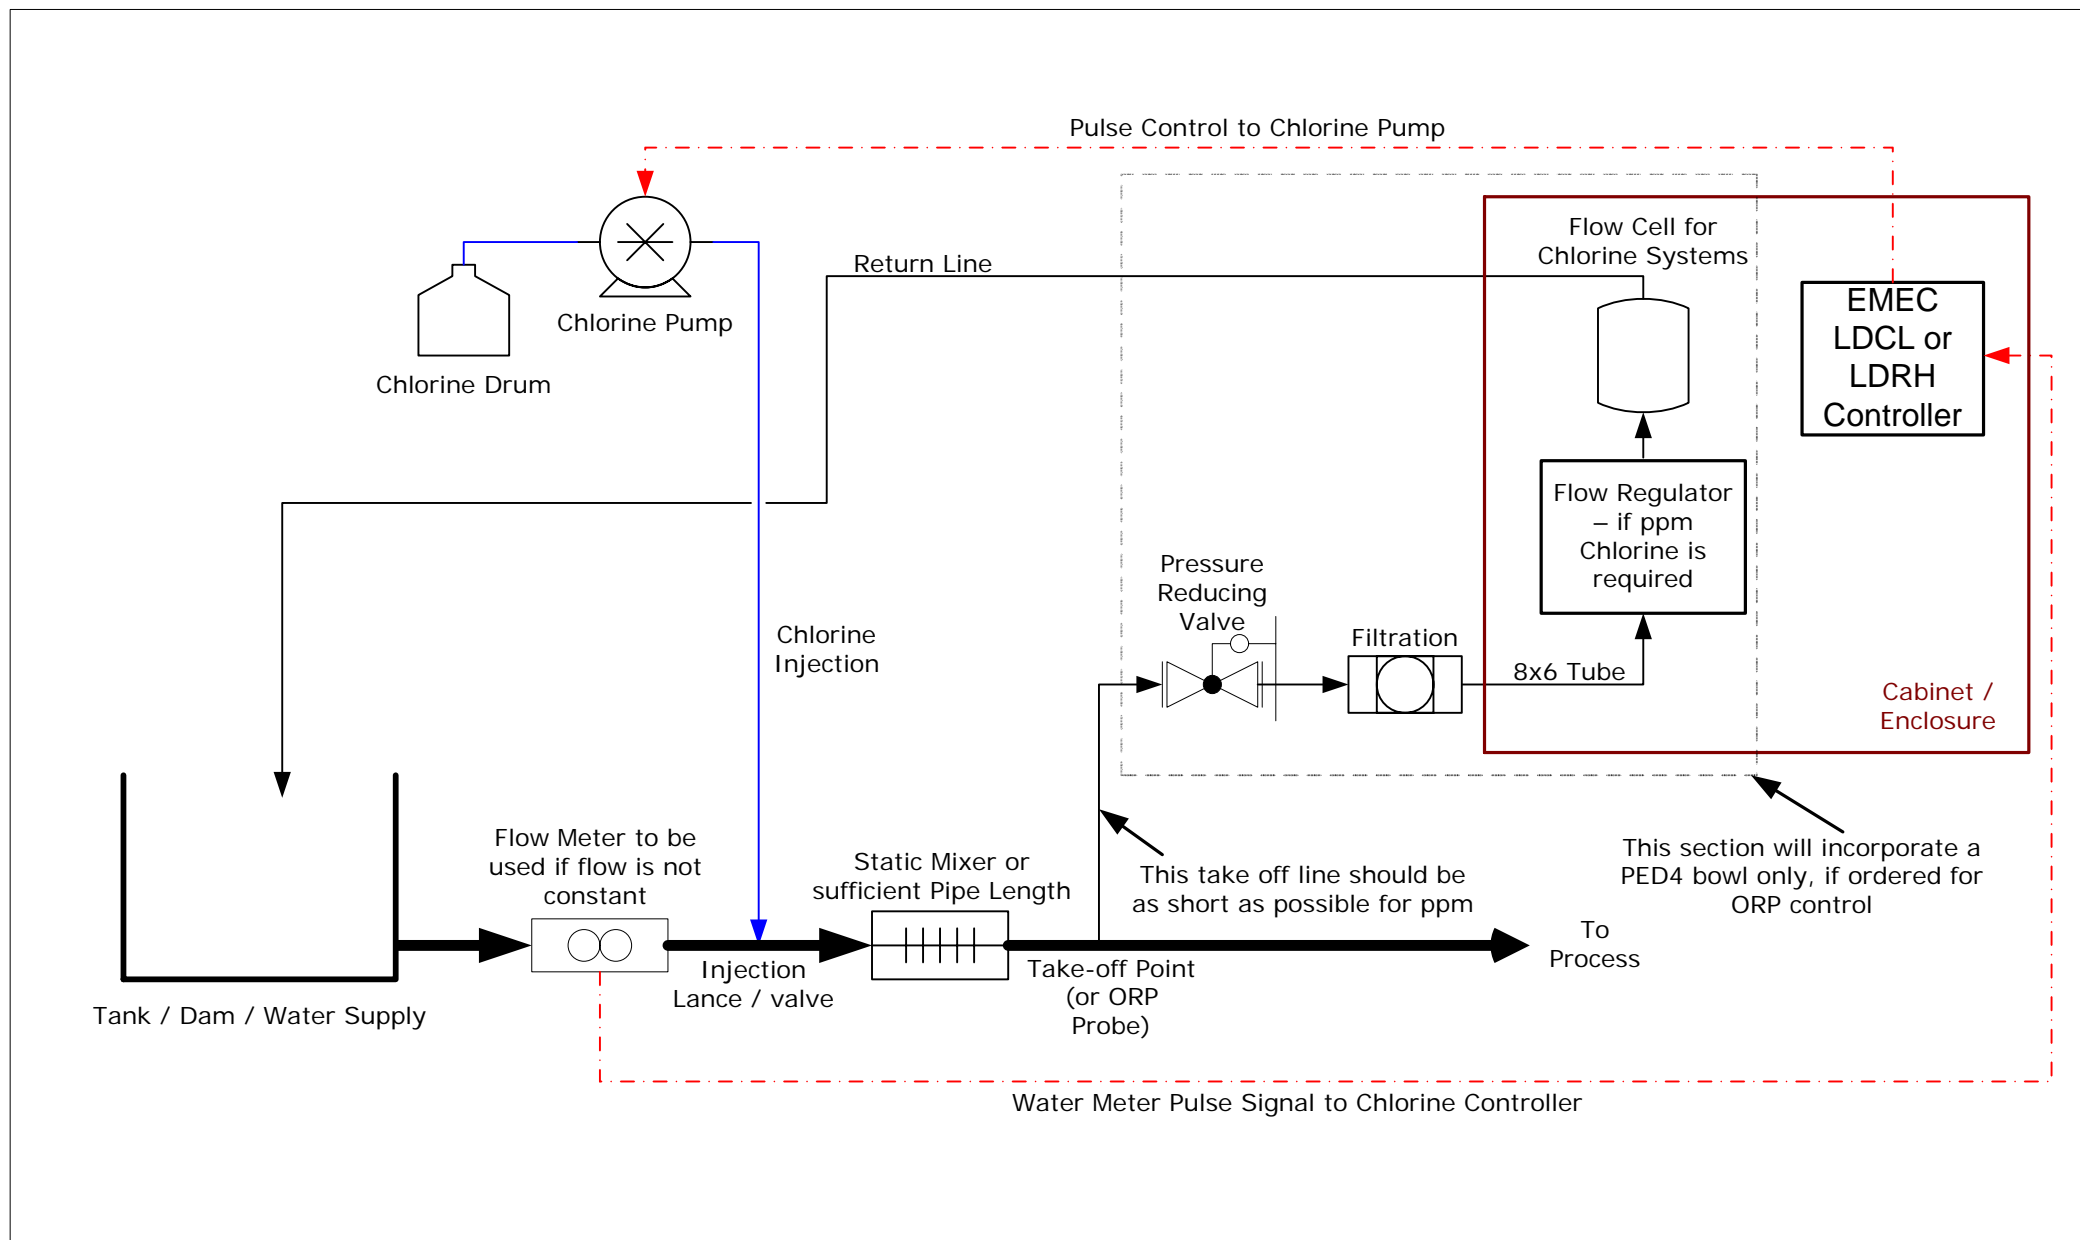 Pulse Control to Chlorine Pump
Flow Cell for
Chlorine Systems
Return Line
EMEC
LDCL or
LDRH
Controller
Chlorine Pump
Chlorine Drum
Flow Regulator
– if ppm
Chlorine is
required
Pressure
Reducing
Valve
Filtration
8x6 Tube
Chlorine
Injection
Cabinet /
Enclosure
Flow Meter to be
used if flow is not
constant
Static Mixer or
sufficient Pipe Length
This take off line should be
as short as possible for ppm
This section will incorporate a
PED4 bowl only, if ordered for
ORP control
To
Process
Injection
Lance / valve
Take-off Point
(or ORP
Probe)
Tank / Dam / Water Supply
Water Meter Pulse Signal to Chlorine Controller